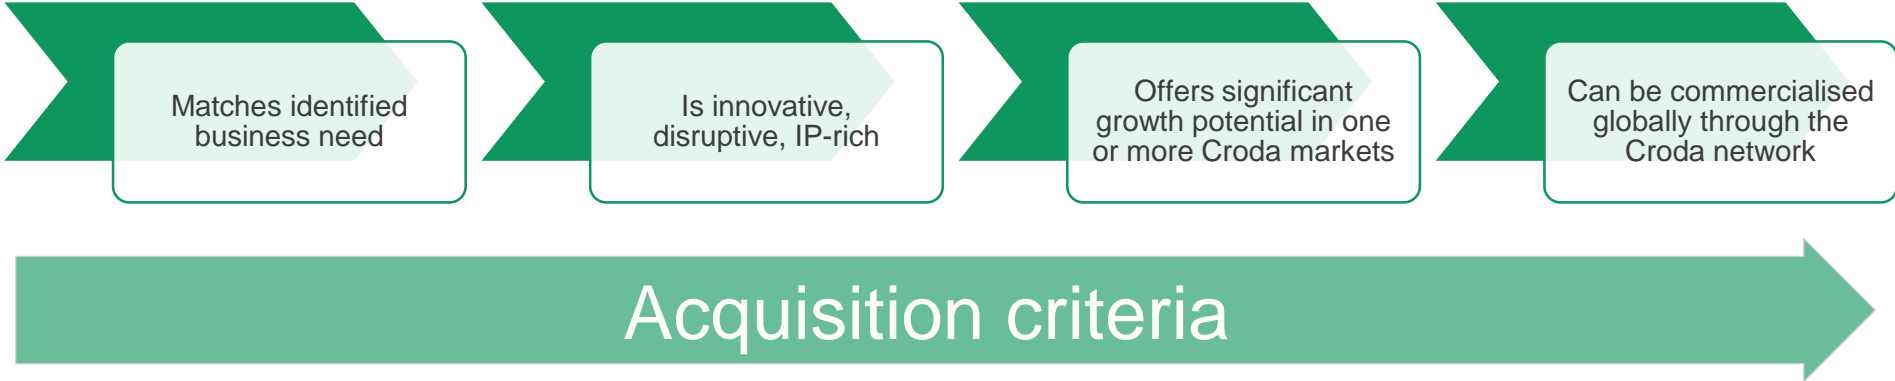 Matches identified
business need
Is innovative,
disruptive, IP-rich
Offers significant
growth potential in one
or more Croda markets
Can be commercialised
globally through the
Croda network
Acquisition criteria